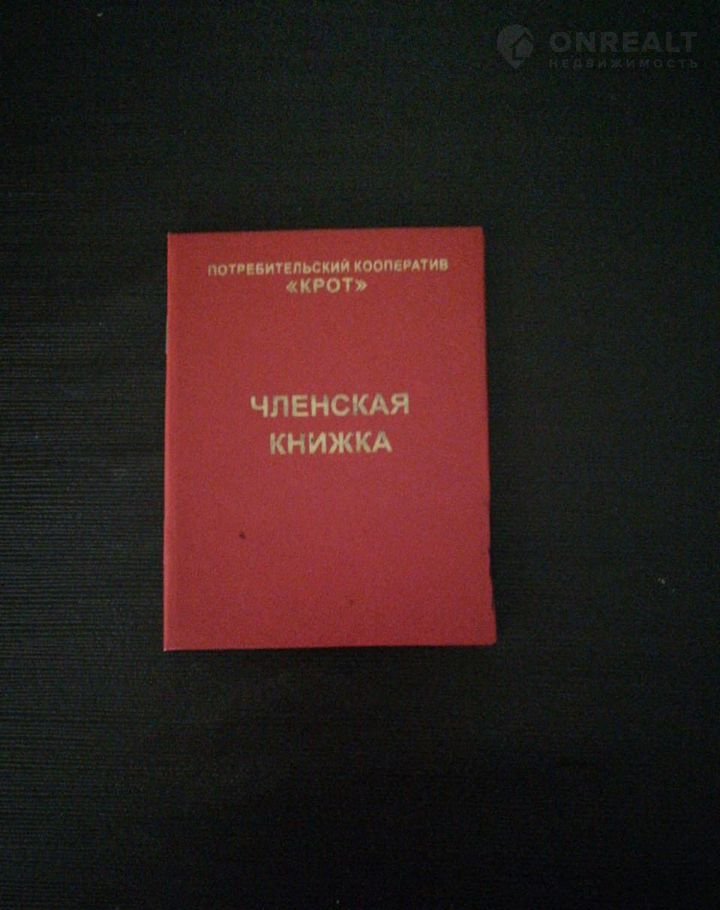 ONREALT
НЕДВИЖИМОСТЬ
ПОТРЕБИТЕЛЬСКИЙ КООПЕРАТИВ
«КРОТ»
ЧЛЕНСКАЯ
КНИЖКА